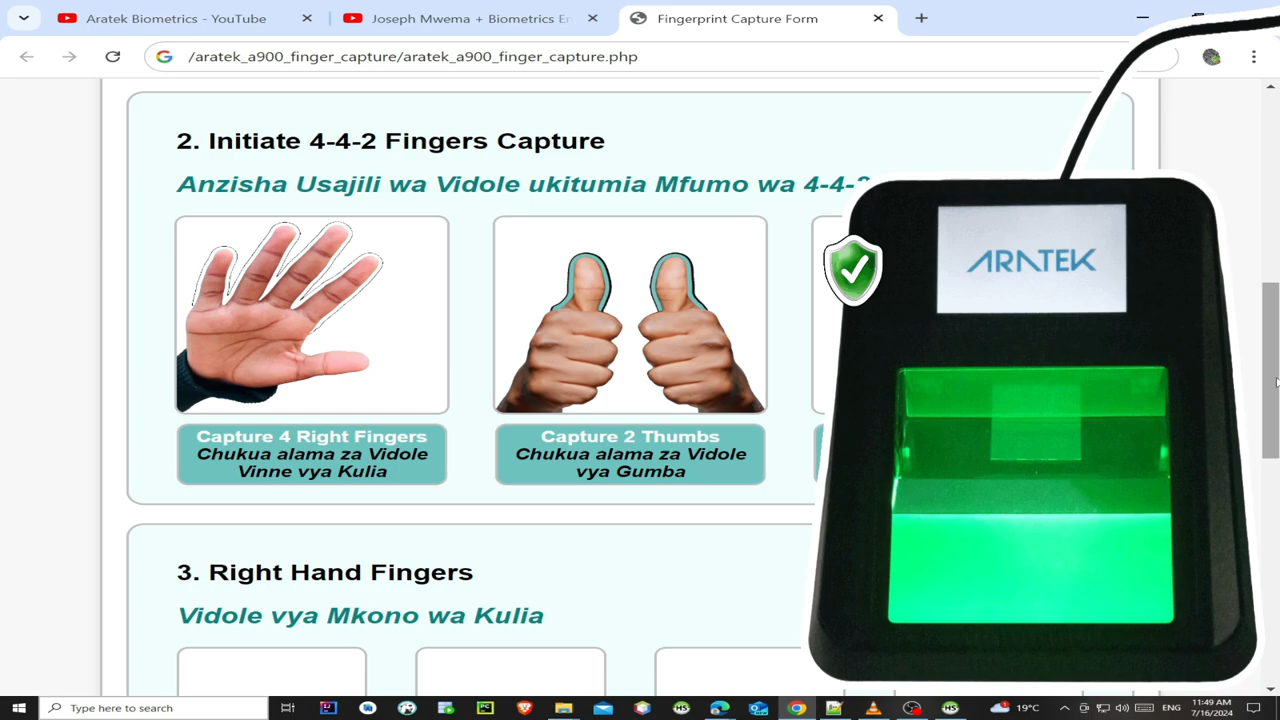 Aratek Biometrics - YouTube
Joseph Mwema + Biometrics E
Fingerprint Capture Form
/aratek_a900_finger_capture/aratek_a900_finger_capture.php
2. Initiate 4-4-2 Fingers Capture
Anzisha Usajili wa Vidole ukitumia Mfumo wa 4-4-2
ARATEK
Capture 4 Right Fingers
Chukua alama za Vidole
Vinne vya Kulia
Capture 2 Thumbs
Chukua alama za Vidole
vya Gumba
3. Right Hand Fingers
Vidole vya Mkono wa Kulia
Type here to search
19°C
ENG
11:49 AM
7/16/2024